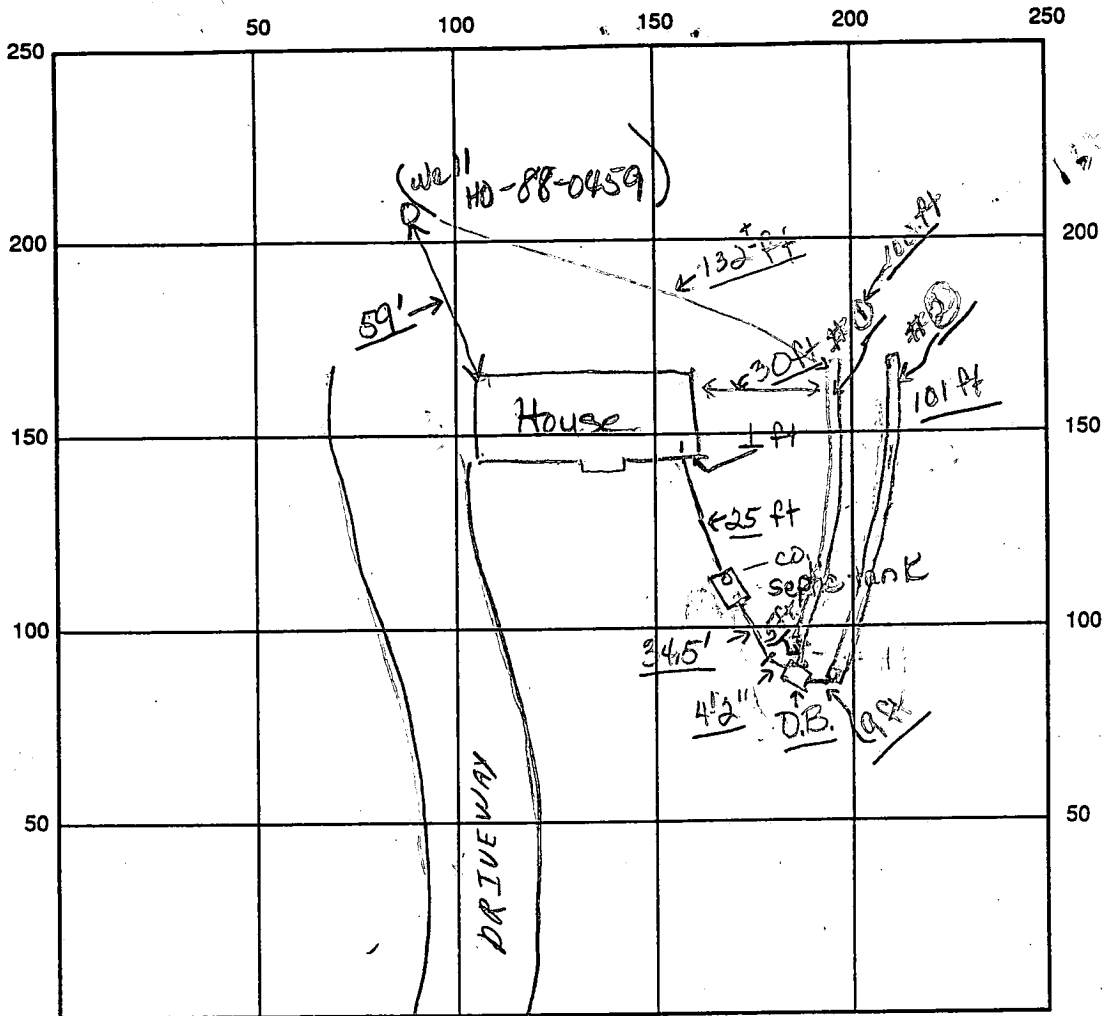 50 100 150 200 250
250
(Well
HO-88-0459)
200 200
132+ ft
100 ft
59'
30 ft #1 #2
101 ft
House
150 150
1 ft
25 ft
CO
septic tank
100 100
34.5'
4'2"
D.B.
9 ft
50 50
DRIVEWAY